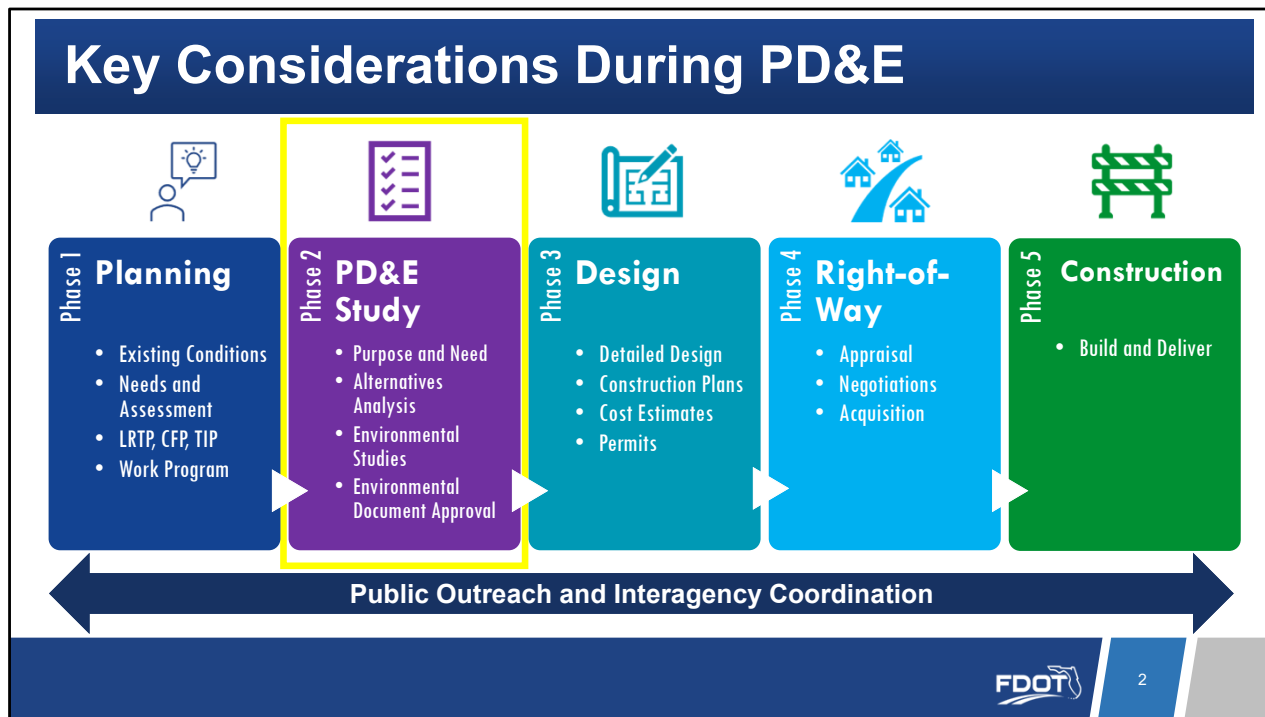 Key Considerations During PD&E
Phase 1
Planning
• Existing Conditions
• Needs and
Assessment
• LRTP, CFP, TIP
• Work Program
Phase 2
PD&E
Study
• Purpose and Need
• Alternatives
Analysis
• Environmental
Studies
• Environmental
Document Approval
Phase 3
Design
• Detailed Design
• Construction Plans
• Cost Estimates
• Permits
Phase 4
Right-of-
Way
• Appraisal
• Negotiations
• Acquisition
Phase 5
Construction
• Build and Deliver
Public Outreach and Interagency Coordination
FDOT
2